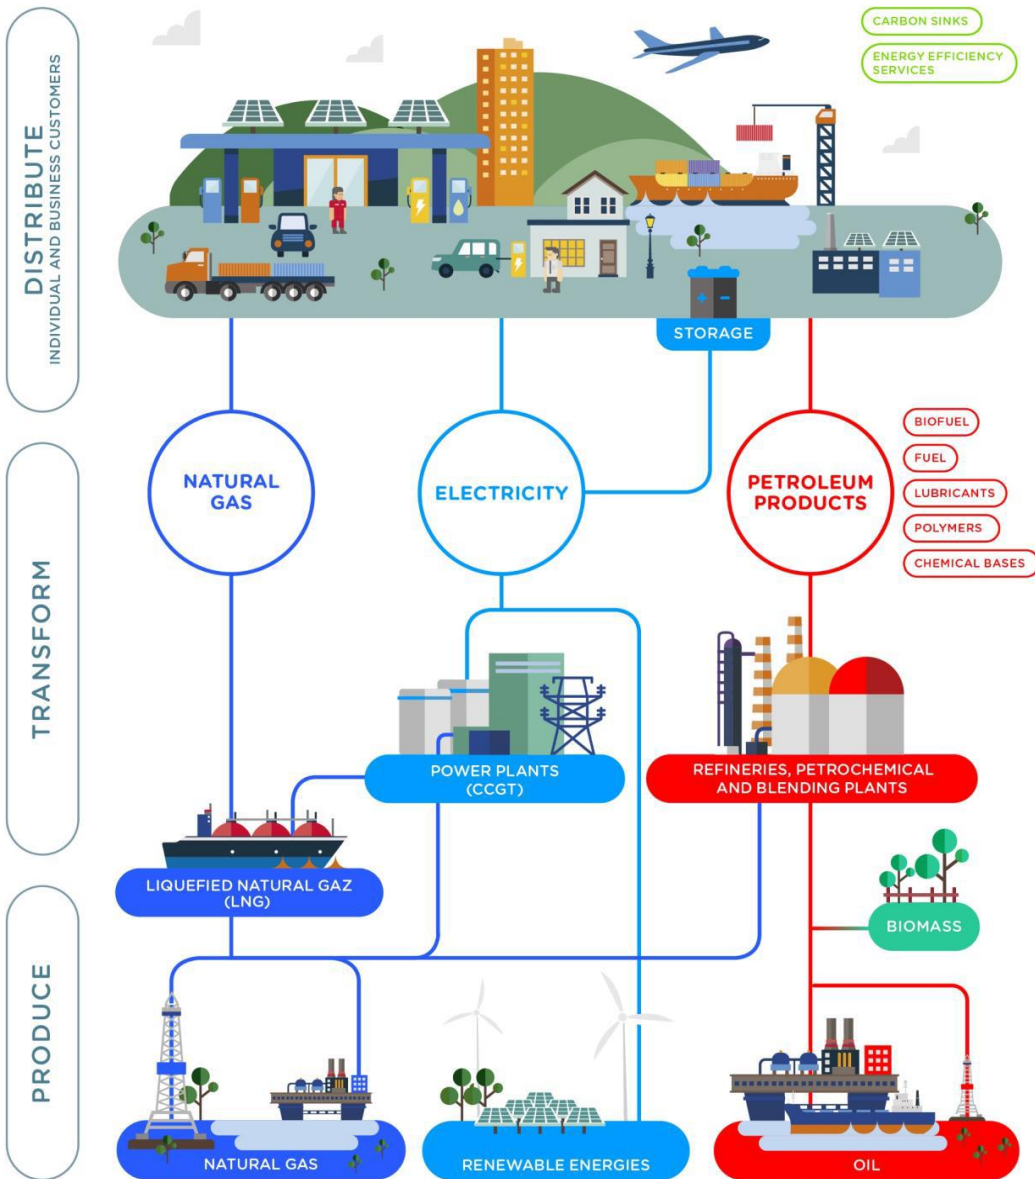 CARBON SINKS
ENERGY EFFICIENCY
SERVICES
DISTRIBUTE
INDIVIDUAL AND BUSINESS CUSTOMERS
STORAGE
NATURAL
GAS
ELECTRICITY
PETROLEUM
PRODUCTS
BIOFUEL
FUEL
LUBRICANTS
POLYMERS
CHEMICAL BASES
TRANSFORM
POWER PLANTS
(CCGT)
REFINERIES, PETROCHEMICAL
AND BLENDING PLANTS
LIQUEFIED NATURAL GAZ
(LNG)
BIOMASS
PRODUCE
NATURAL GAS
RENEWABLE ENERGIES
OIL